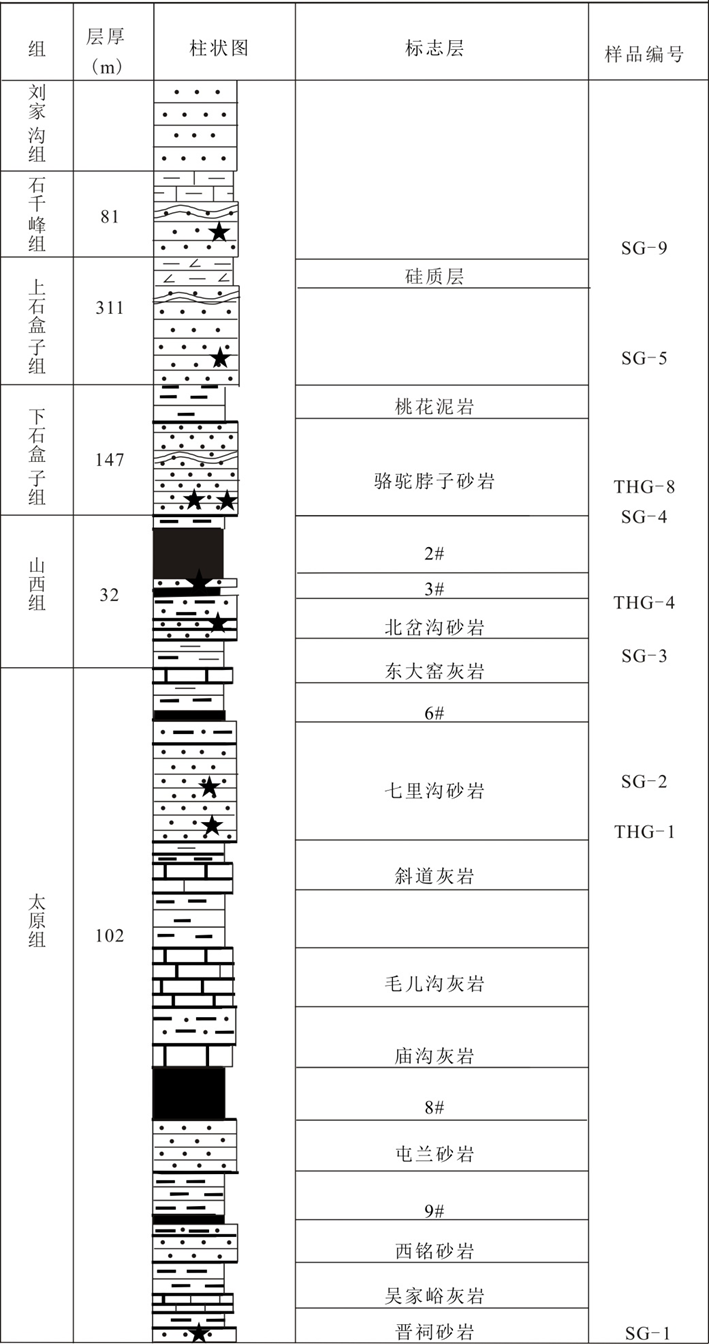 组 层厚（m） 柱状图 标志层 样品编号
刘家沟组
石千峰组 81 SG-9
硅质层
上石盒子组 311 SG-5
桃花泥岩
下石盒子组 147 骆驼脖子砂岩 THG-8
SG-4
2#
山西组 32 3# THG-4
北岔沟砂岩
SG-3
东大窑灰岩
6#
七里沟砂岩 SG-2
THG-1
斜道灰岩
太原组 102
毛儿沟灰岩
庙沟灰岩
8#
屯兰砂岩
9#
西铭砂岩
吴家峪灰岩
晋祠砂岩 SG-1